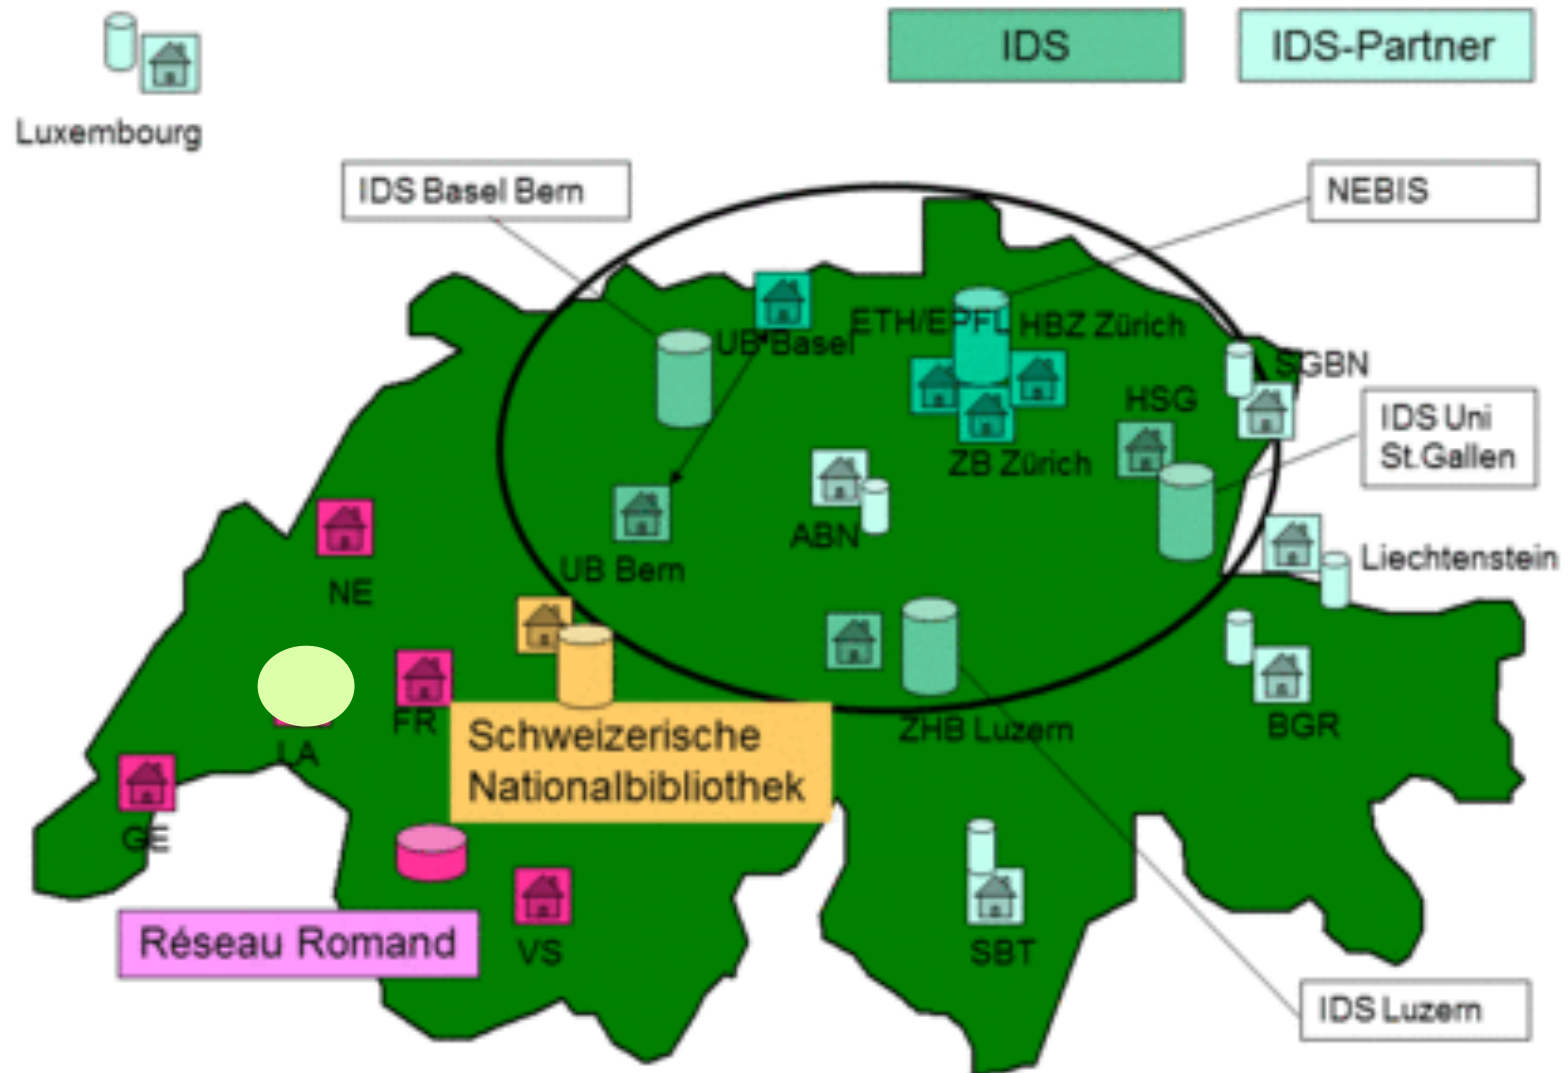 IDS
IDS-Partner
Luxembourg
IDS Basel Bern
NEBIS
UB Basel
ETH/EPFL
HBZ Zürich
SGBN
HSG
IDS Uni
St.Gallen
ZB Zürich
ABN
UB Bern
Liechtenstein
NE
FR
LA
Schweizerische
Nationalbibliothek
ZHB Luzern
BGR
GE
Réseau Romand
VS
SBT
IDS Luzern